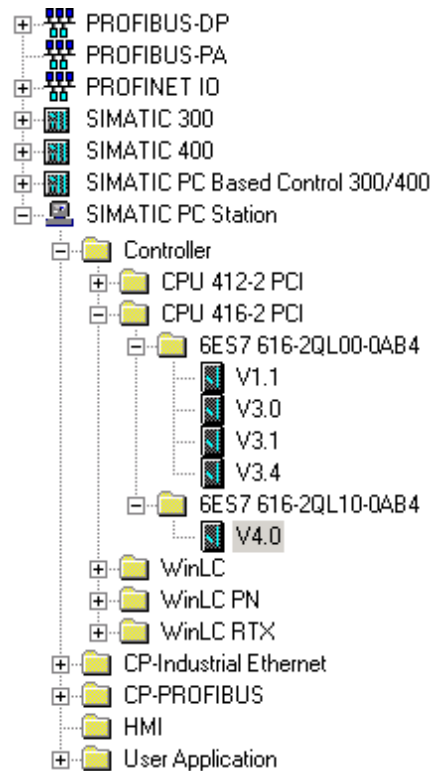 PROFIBUS-DP
PROFIBUS-PA
PROFINET IO
SIMATIC 300
SIMATIC 400
SIMATIC PC Based Control 300/400
SIMATIC PC Station
Controller
CPU 412-2 PCI
CPU 416-2 PCI
6ES7 616-2QL00-0AB4
V1.1
V3.0
V3.1
V3.4
6ES7 616-2QL10-0AB4
V4.0
WinLC
WinLC PN
WinLC RTX
CP-Industrial Ethernet
CP-PROFIBUS
HMI
User Application